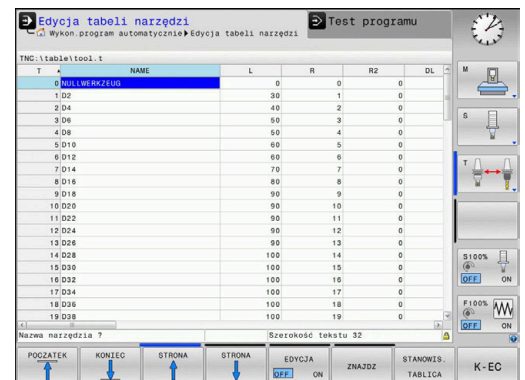 Edycja tabeli narzędzi
Test programu
Wykon.program automatycznie▶Edycja tabeli narzędzi
TNC:\table\tool.t
T NAME L R R2 DL
0 NULLWERKZEUG 0 0 0
1 D2 30 1 0
2 D4 40 2 0
3 D6 50 3 0
4 D8 50 4 0
5 D10 60 5 0
6 D12 60 6 0
7 D14 70 7 0
8 D16 80 8 0
9 D18 90 9 0
10 D20 90 10 0
11 D22 90 11 0
12 D24 90 12 0
13 D26 90 13 0
14 D28 100 14 0
15 D30 100 15 0
16 D32 100 16 0
17 D34 100 17 0
18 D36 100 18 0
19 D38 100 19 0
Nazwa narzędzia ? Szerokość tekstu 32
M
S
T
S100%
OFF ON
F100%
OFF ON
POCZATEK
KONIEC
STRONA
STRONA
EDYCJA
OFF ON
ZNAJDZ
STANOWIS.
TABLICA
K-EC